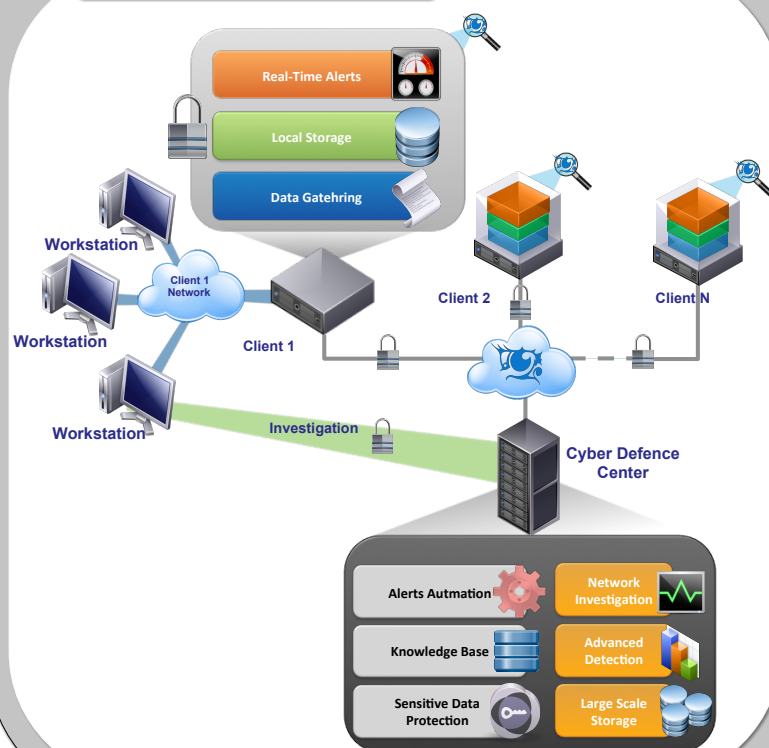 Real-Time Alerts
Local Storage
Data Gatehring
Workstation
Client 1
Network
Workstation
Client 1
Client 2
Client N
Workstation
Investigation
Cyber Defence
Center
Alerts Autmation
Network
Investigation
Knowledge Base
Advanced
Detection
Sensitive Data
Protection
Large Scale
Storage